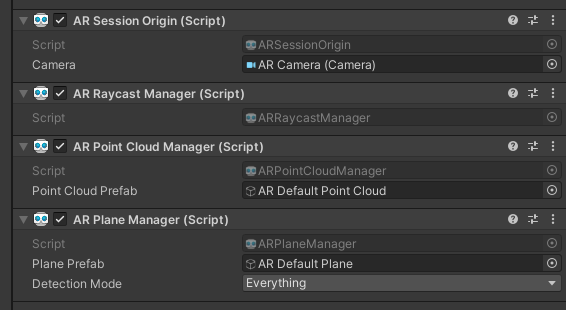 AR Session Origin (Script)
Script ARSessionOrigin
Camera AR Camera (Camera)
AR Raycast Manager (Script)
Script ARRaycastManager
AR Point Cloud Manager (Script)
Script ARPointCloudManager
Point Cloud Prefab AR Default Point Cloud
AR Plane Manager (Script)
Script ARPlaneManager
Plane Prefab AR Default Plane
Detection Mode Everything